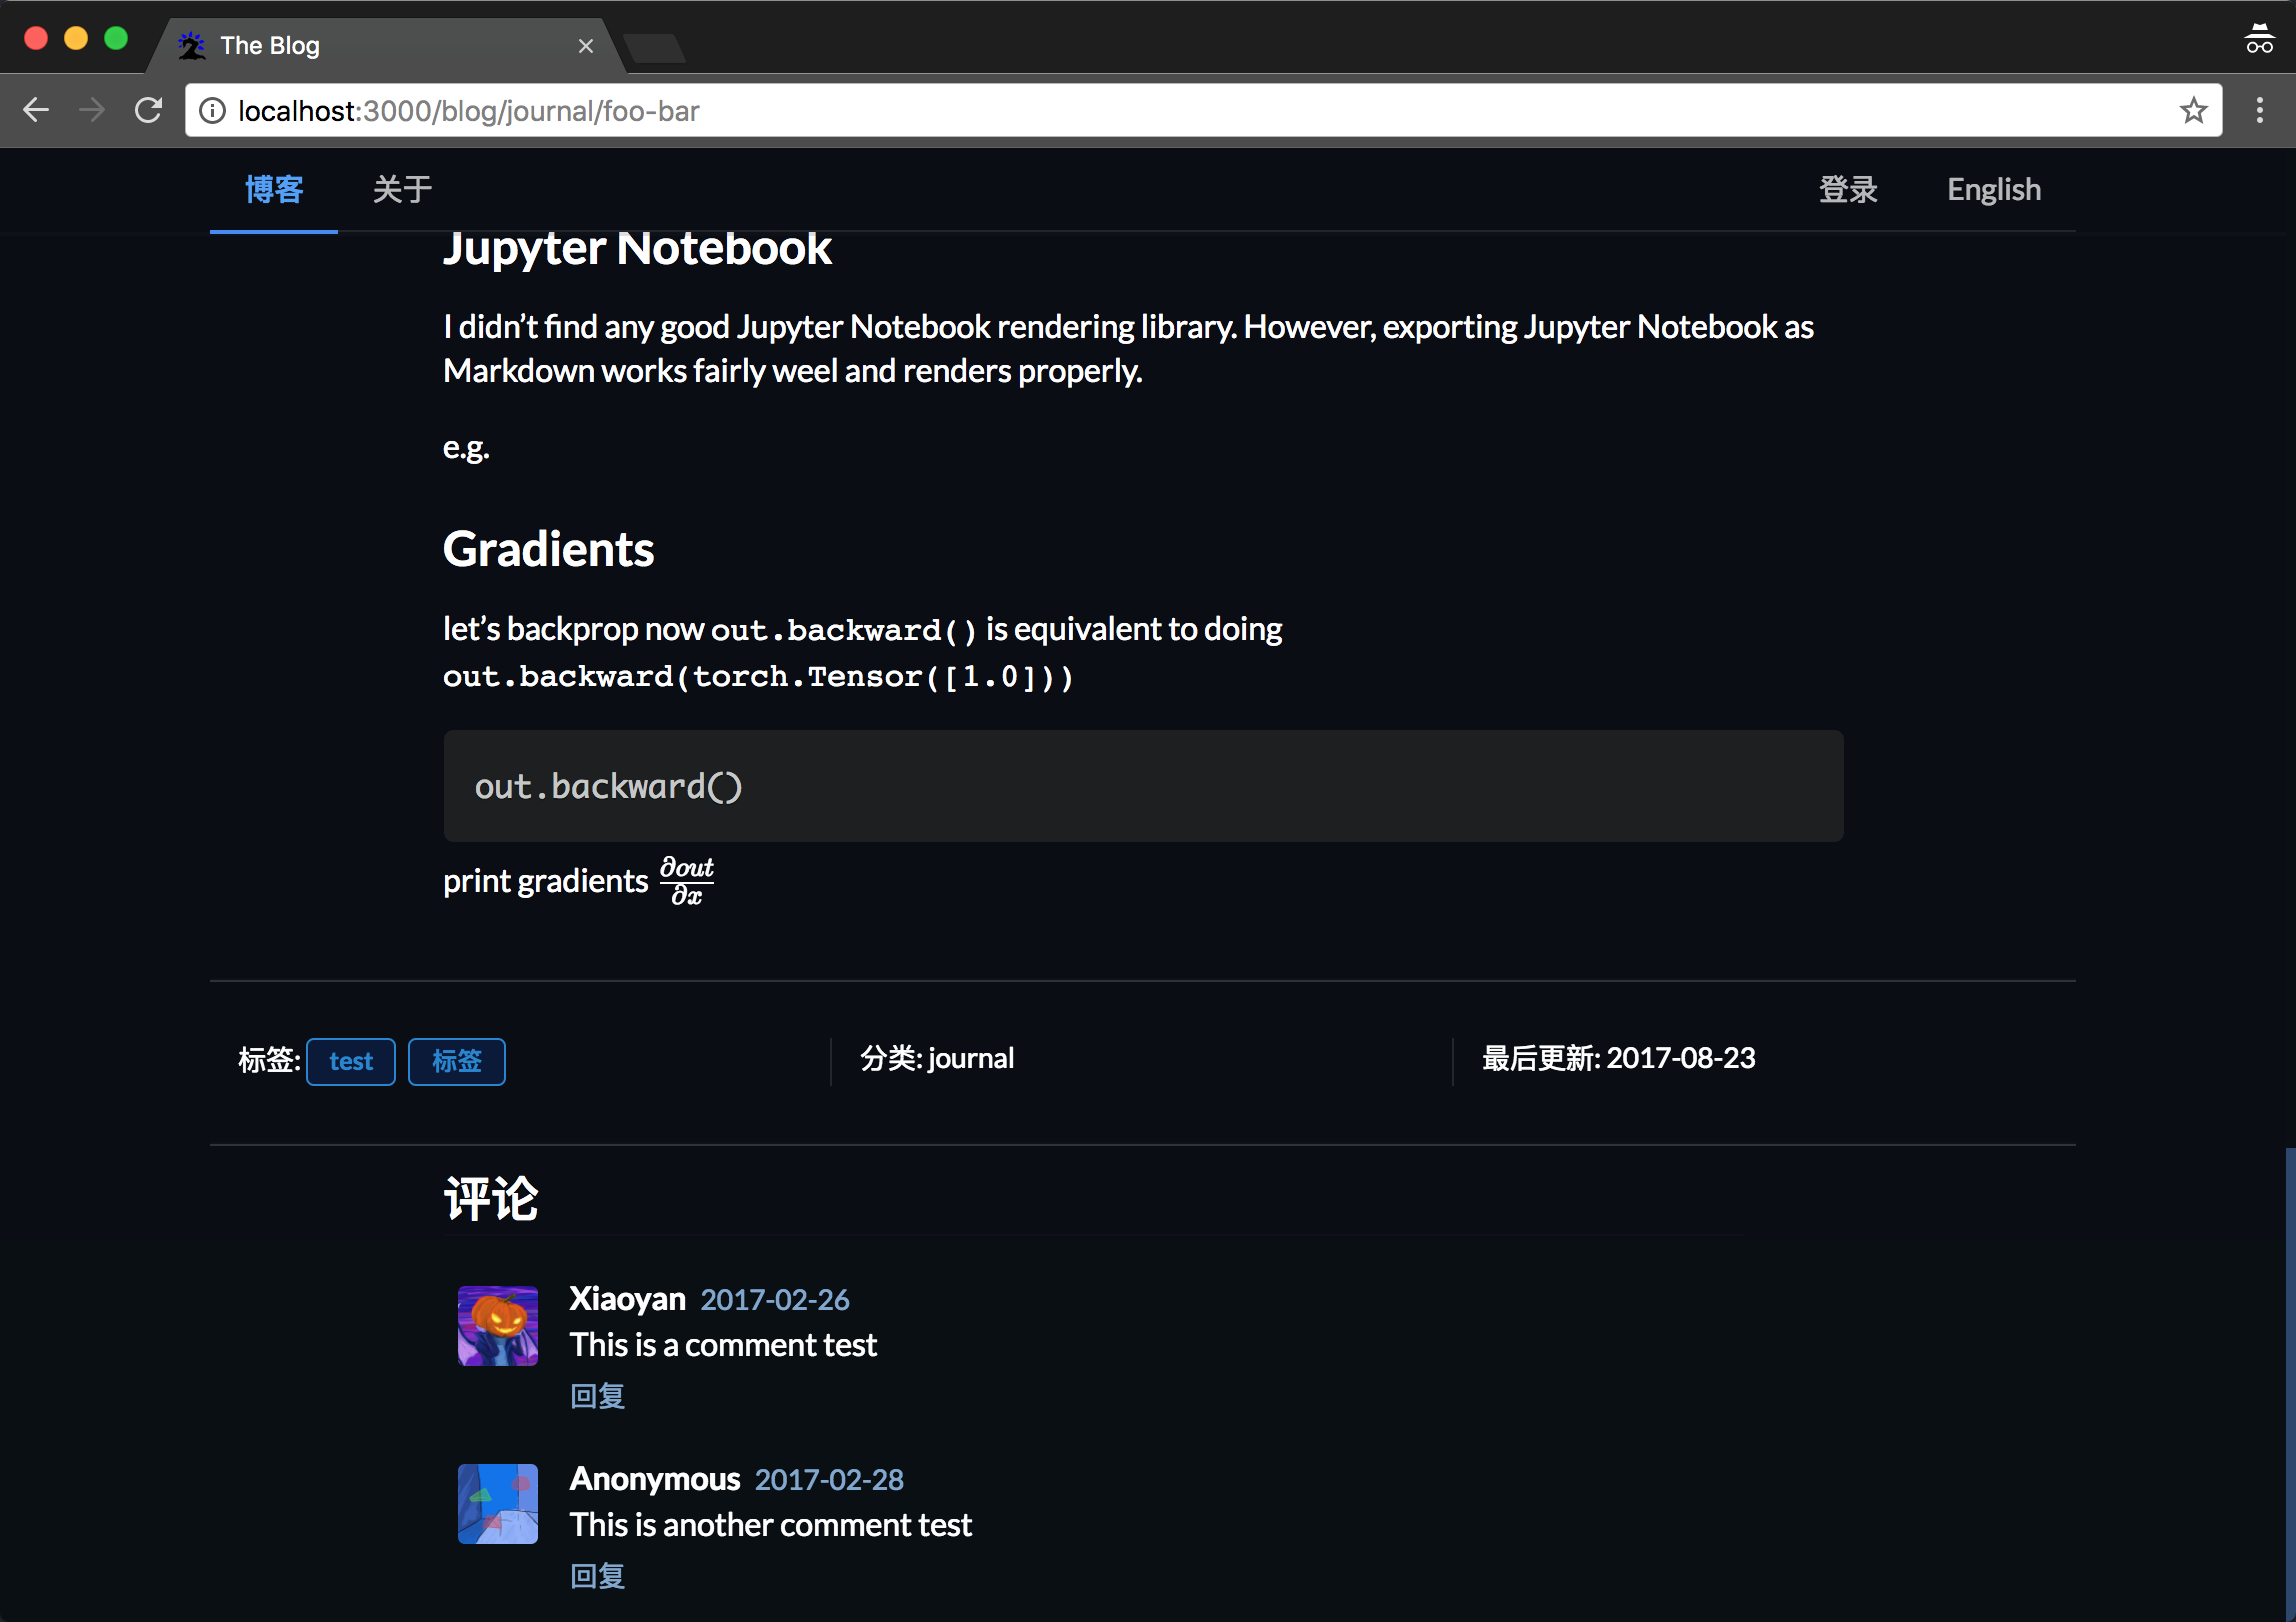 The Blog
localhost:3000/blog/journal/foo-bar
博客 关于 登录 English
Jupyter Notebook
I didn’t find any good Jupyter Notebook rendering library. However, exporting Jupyter Notebook as
Markdown works fairly weel and renders properly.
e.g.
Gradients
let’s backprop now out.backward() is equivalent to doing
out.backward(torch.Tensor([1.0]))
out.backward()
print gradients ∂out/∂x
标签: test 标签 分类: journal 最后更新: 2017-08-23
评论
Xiaoyan 2017-02-26
This is a comment test
回复
Anonymous 2017-02-28
This is another comment test
回复